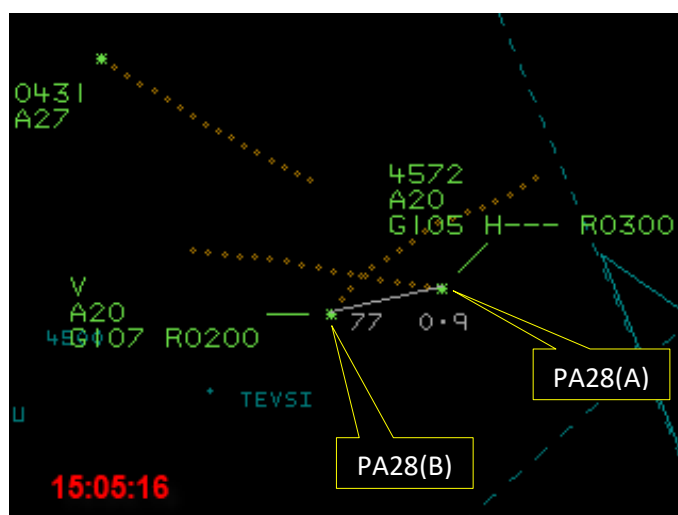 0431
A27
4572
A20
G105 H--- R0300
V
A20
G107 R0200
77 0.9
TEVSI
U
PA28(A)
PA28(B)
15:05:16